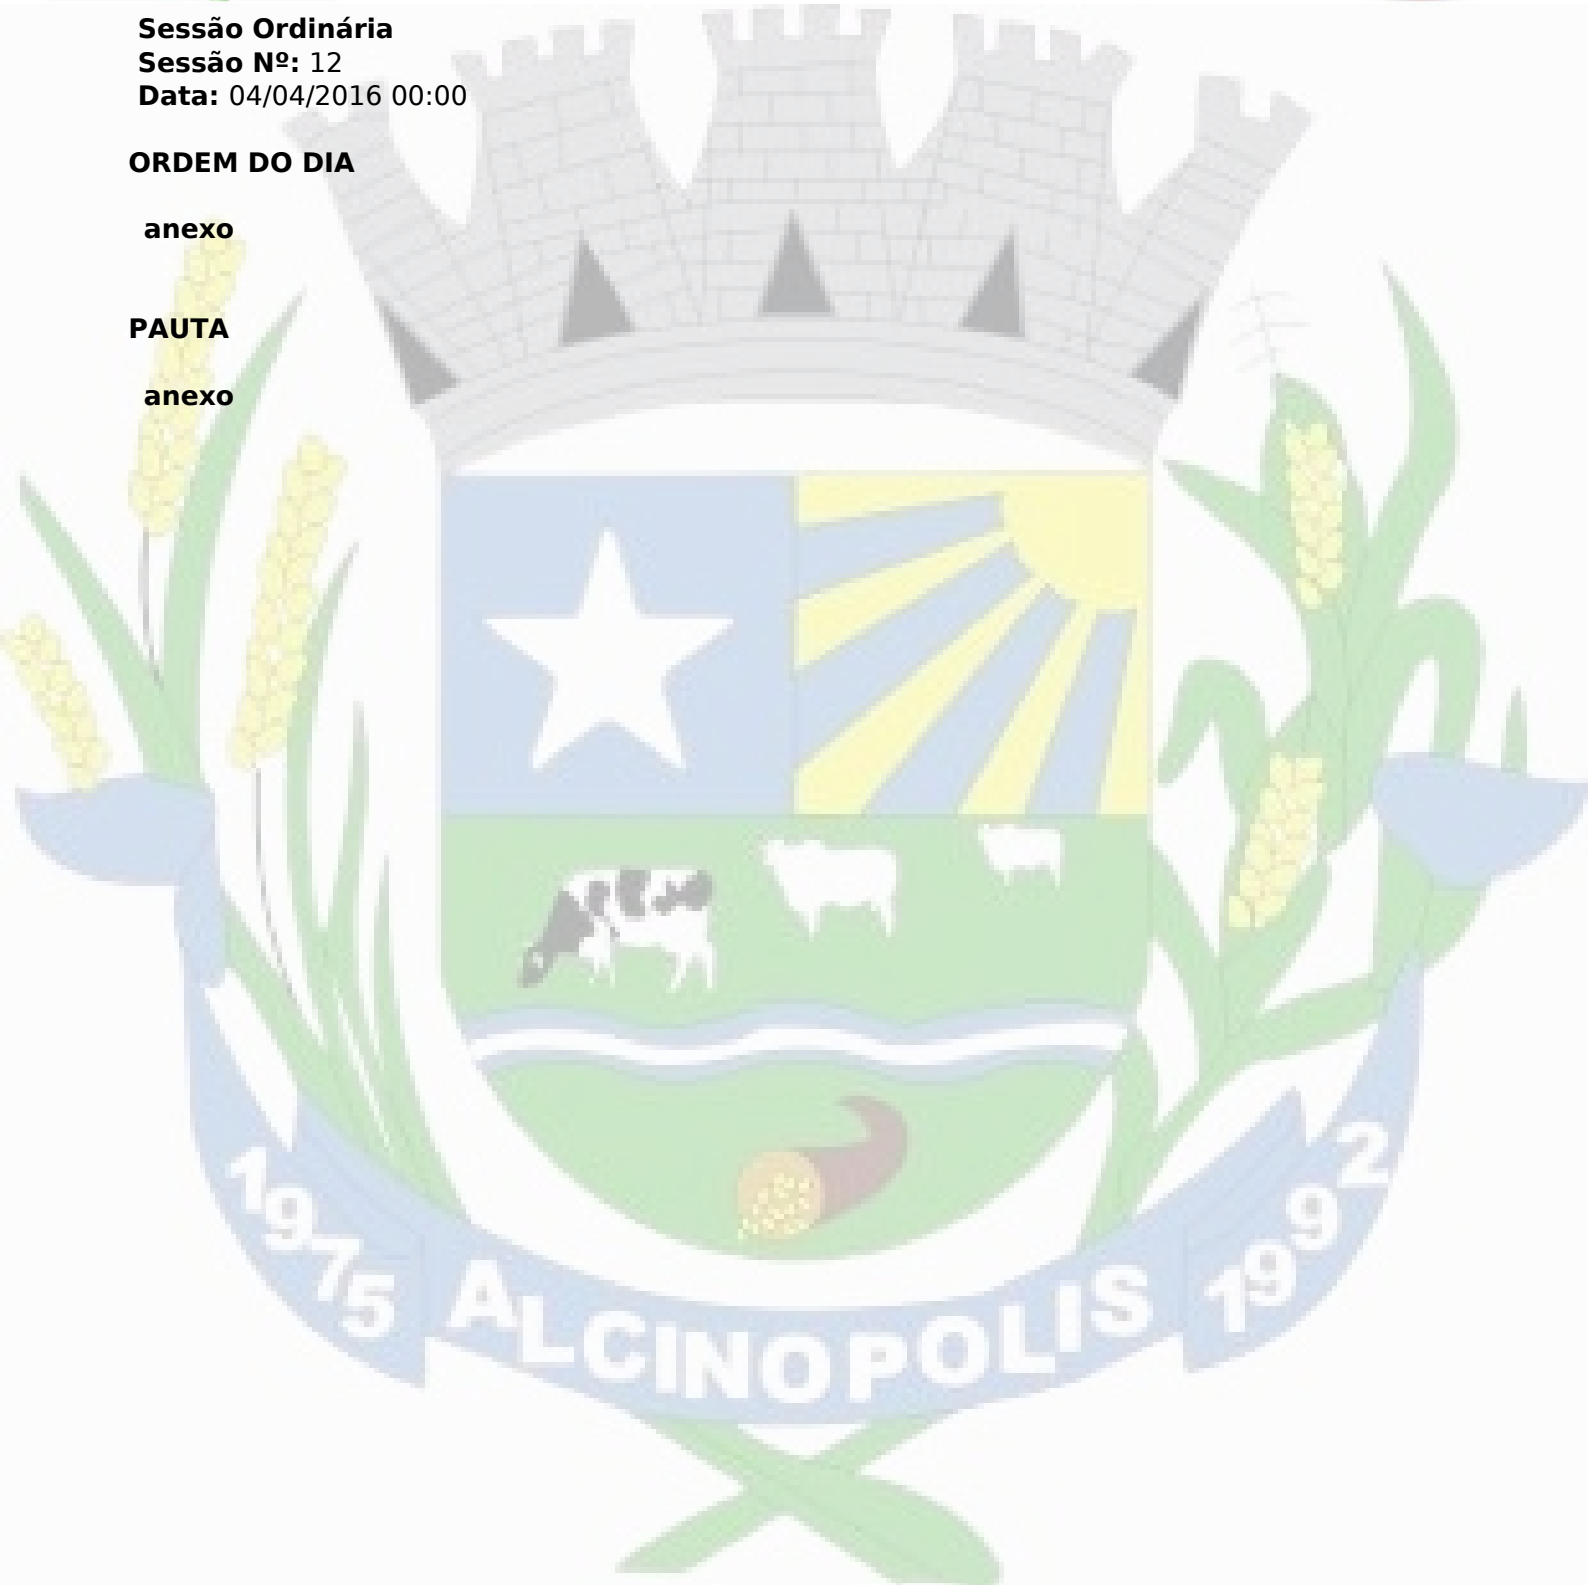 Sessão Ordinária
Sessão Nº: 12
Data: 04/04/2016 00:00
ORDEM DO DIA
anexo
PAUTA
anexo
1975 ALCINOPOLIS 1992